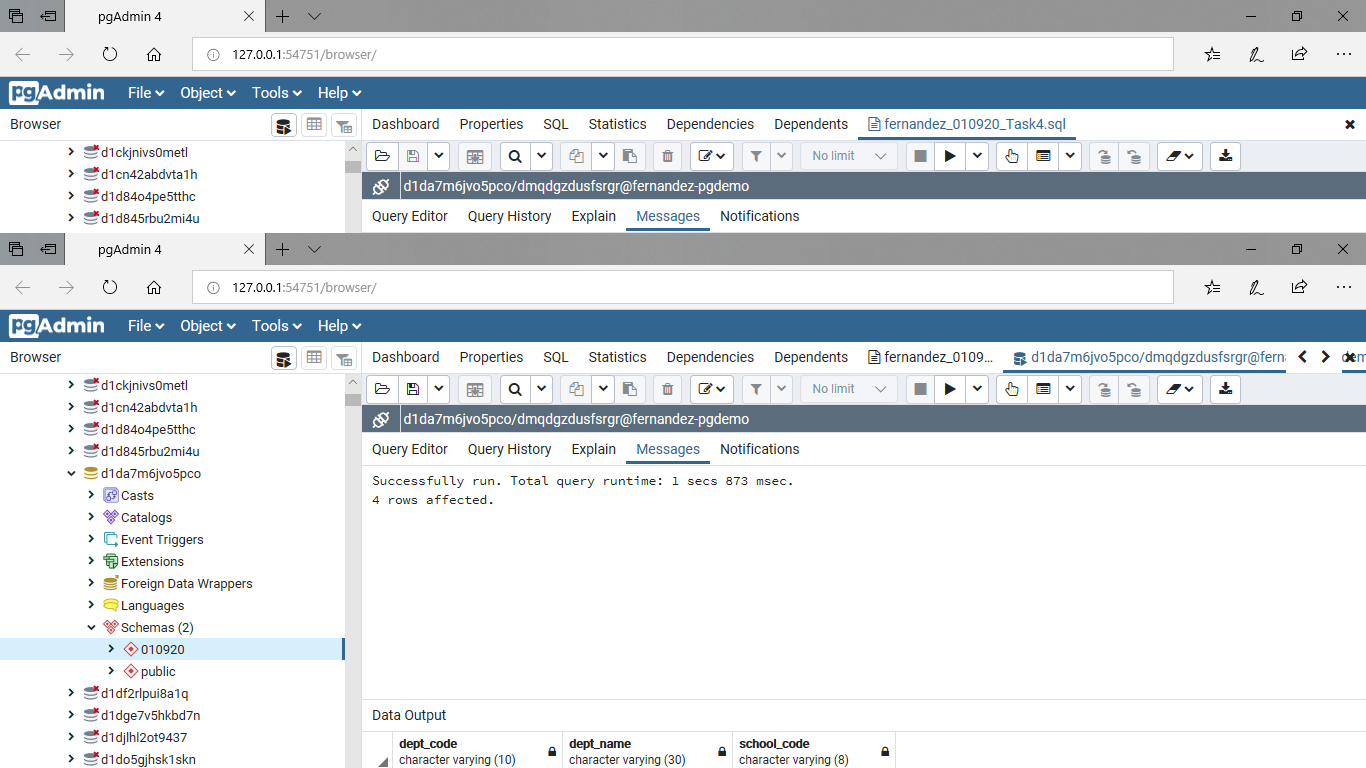 pgAdmin 4
127.0.0.1:54751/browser/
pgAdmin File Object Tools Help
Browser
Dashboard Properties SQL Statistics Dependencies Dependents fernandez_010920_Task4.sql
No limit
d1ckjnivs0metl
d1cn42abdvta1h
d1d84o4pe5tthc
d1d845rbu2mi4u
d1da7m6jvo5pco/dmqdgzdusfsrgr@fernandez-pgdemo
Query Editor Query History Explain Messages Notifications
pgAdmin 4
127.0.0.1:54751/browser/
pgAdmin File Object Tools Help
Browser
Dashboard Properties SQL Statistics Dependencies Dependents fernandez_0109... d1da7m6jvo5pco/dmqdgzdusfsrgr@fern dem
No limit
d1ckjnivs0metl
d1cn42abdvta1h
d1d84o4pe5tthc
d1d845rbu2mi4u
d1da7m6jvo5pco
Casts
Catalogs
Event Triggers
Extensions
Foreign Data Wrappers
Languages
Schemas (2)
010920
public
d1df2rlpui8a1q
d1dge7v5hkbd7n
d1djlhl2ot9437
d1do5gjhsk1skn
d1da7m6jvo5pco/dmqdgzdusfsrgr@fernandez-pgdemo
Query Editor Query History Explain Messages Notifications
Successfully run. Total query runtime: 1 secs 873 msec.
4 rows affected.
Data Output
dept_code dept_name school_code
character varying (10) character varying (30) character varying (8)